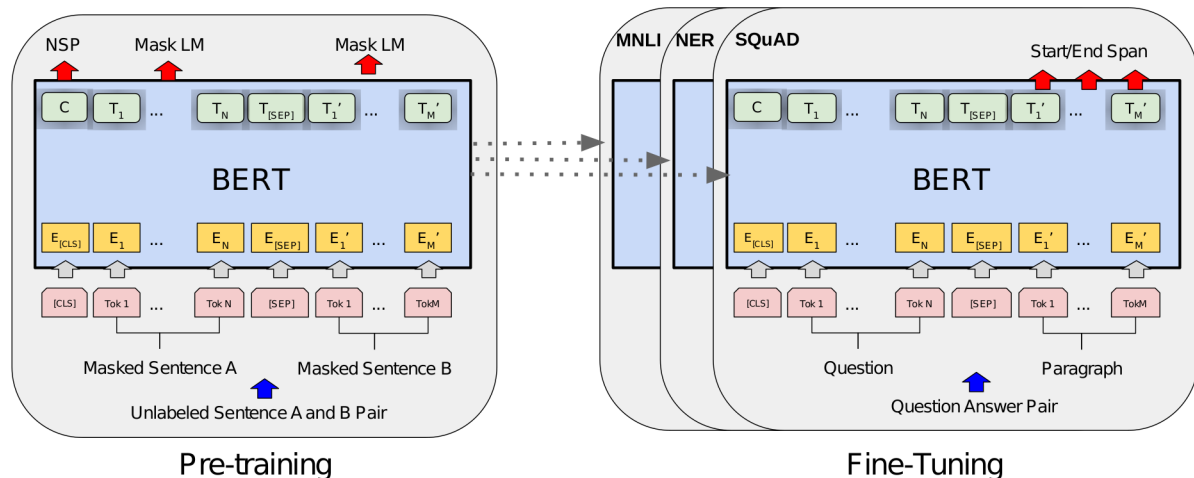 NSP Mask LM Mask LM
C T1 ... TN T[SEP] T1’ ... TM’
BERT
E[CLS] E1 ... EN E[SEP] E1’ ... EM’
[CLS] Tok 1 ... Tok N [SEP] Tok 1 ... TokM
Masked Sentence A Masked Sentence B
Unlabeled Sentence A and B Pair
Pre-training
MNLI NER SQuAD
Start/End Span
C T1 ... TN T[SEP] T1’ ... TM’
BERT
E[CLS] E1 ... EN E[SEP] E1’ ... EM’
[CLS] Tok 1 ... Tok N [SEP] Tok 1 ... TokM
Question Paragraph
Question Answer Pair
Fine-Tuning